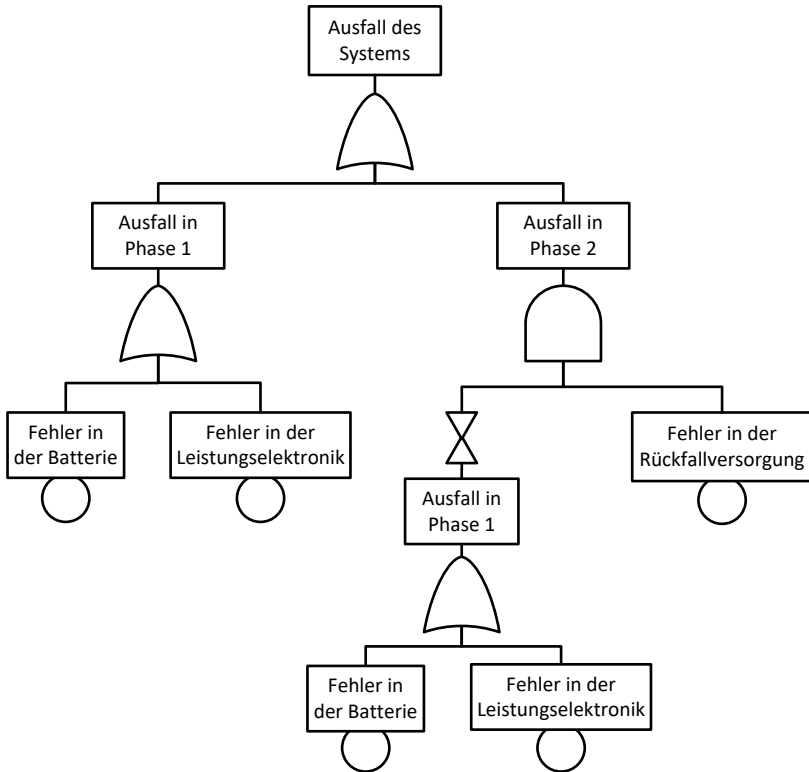 Ausfall des
Systems
Ausfall in
Phase 1
Ausfall in
Phase 2
Fehler in
der Batterie
Fehler in der
Leistungselektronik
Fehler in der
Rückfallversorgung
Ausfall in
Phase 1
Fehler in
der Batterie
Fehler in der
Leistungselektronik